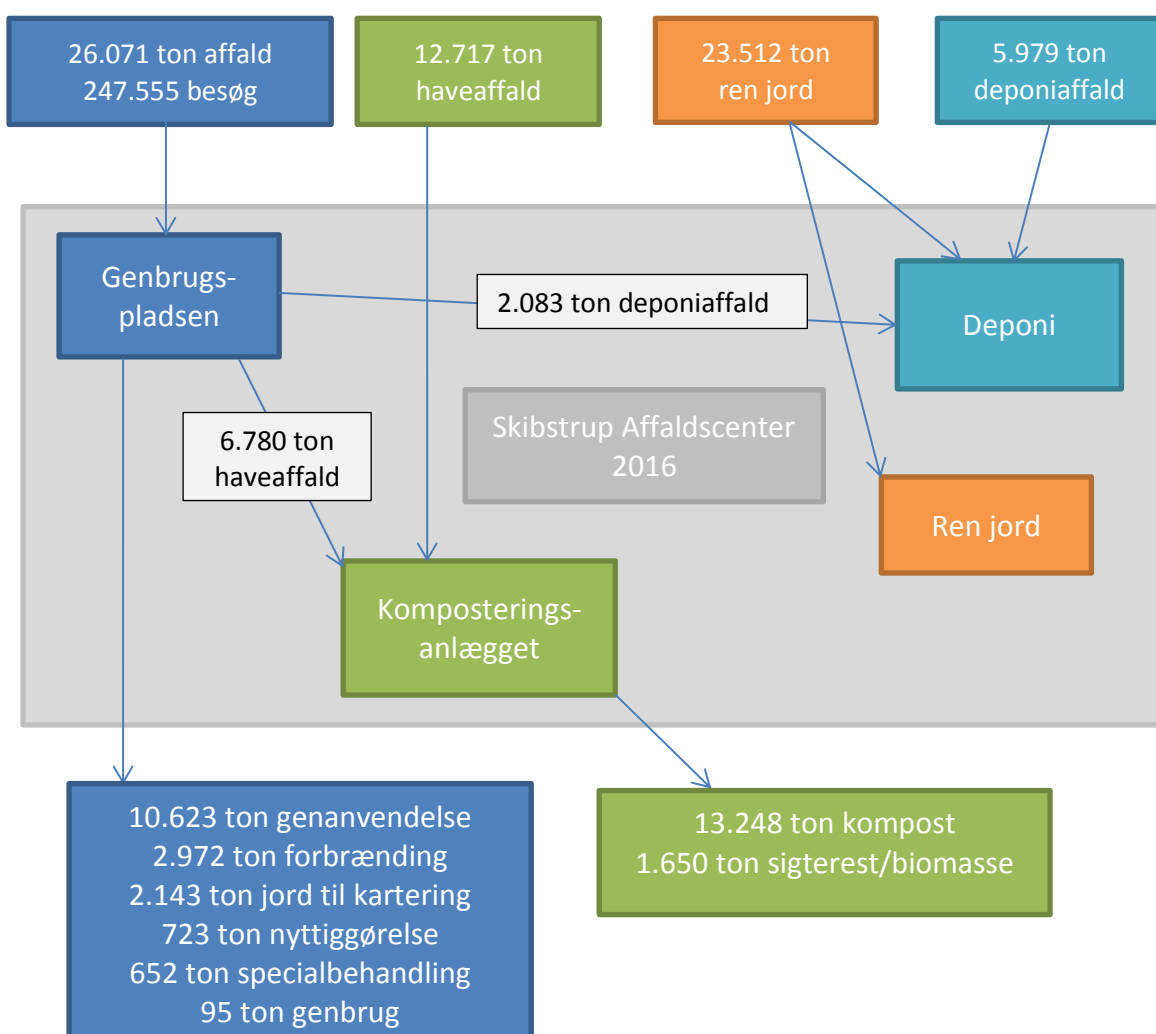 26.071 ton affald
247.555 besøg
12.717 ton
haveaffald
23.512 ton
ren jord
5.979 ton
deponiaffald
Genbrugs-
pladsen
2.083 ton deponiaffald
Deponi
6.780 ton
haveaffald
Skibstrup Affaldscenter
2016
Ren jord
Komposterings-
anlægget
10.623 ton genanvendelse
2.972 ton forbrænding
2.143 ton jord til kartering
723 ton nyttiggørelse
652 ton specialbehandling
95 ton genbrug
13.248 ton kompost
1.650 ton sigterest/biomasse